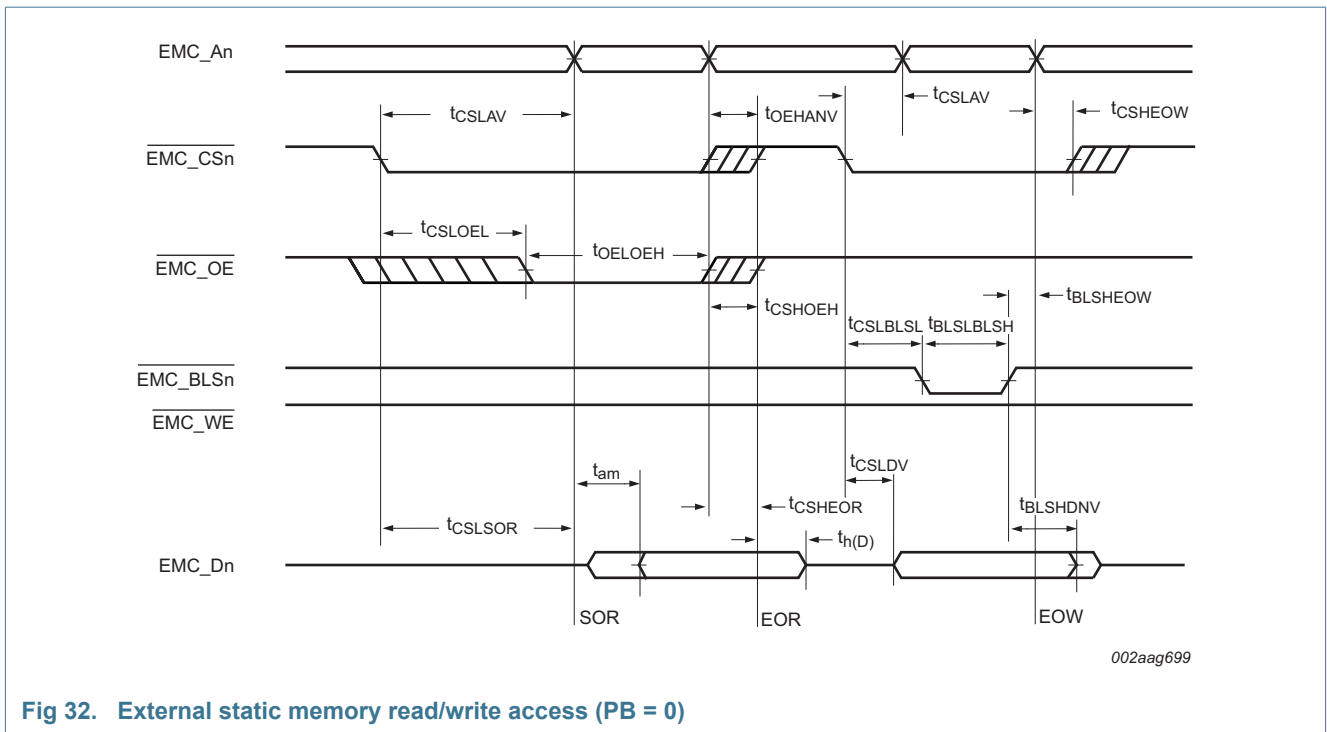 EMC_An
tCSLAV
tOEHANV
tCSLAV
tCSHEOW
EMC_CSn
tCSLOEL
tOELOEH
EMC_OE
tCSHOEH
tBLSHEOW
tCSLBLSL
tBLSLBLSH
EMC_BLSn
EMC_WE
tam
tCSLDV
tCSLSOR
tCSHEOR
tBLSHDNV
th(D)
EMC_Dn
SOR
EOR
EOW
002aag699
Fig 32. External static memory read/write access (PB = 0)